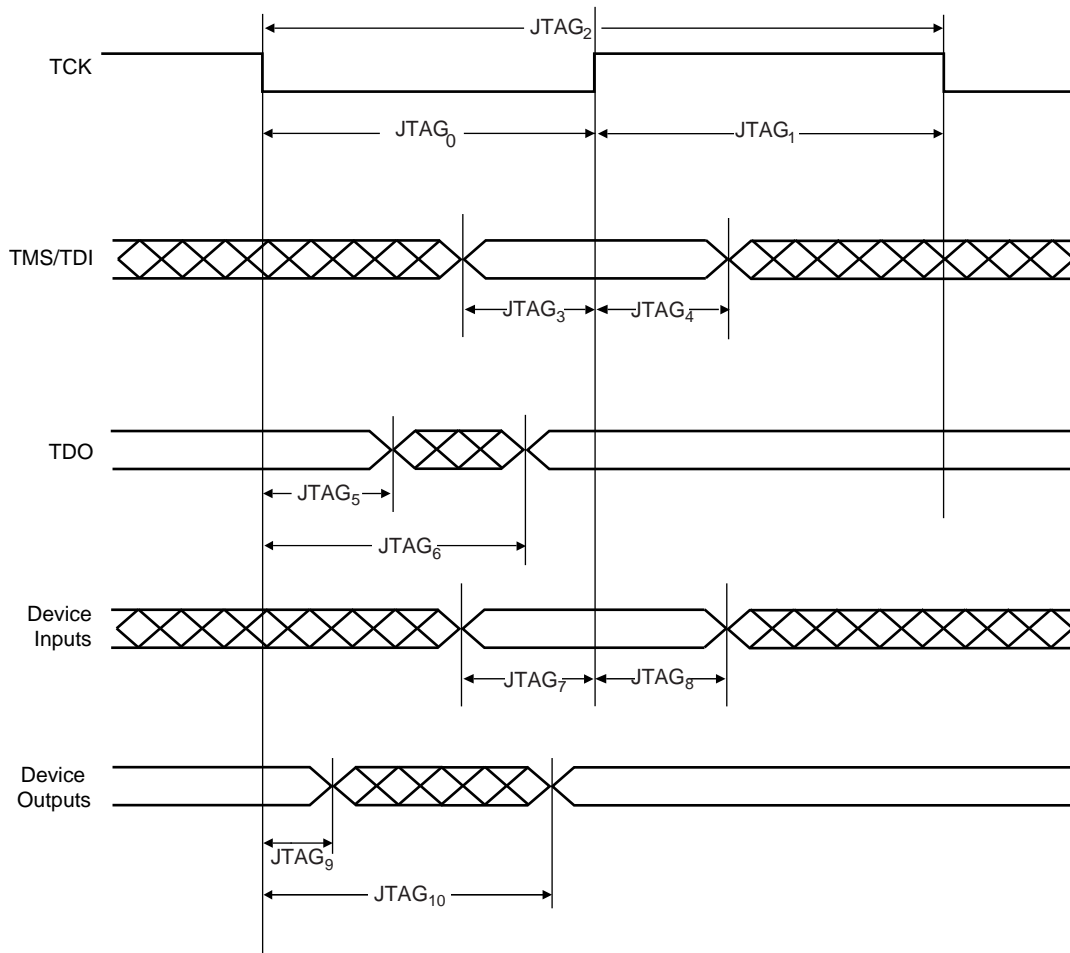 JTAG₂
TCK
JTAG₀
JTAG₁
TMS/TDI
JTAG₃
JTAG₄
TDO
JTAG₅
JTAG₆
Device
Inputs
JTAG₇
JTAG₈
Device
Outputs
JTAG₉
JTAG₁₀